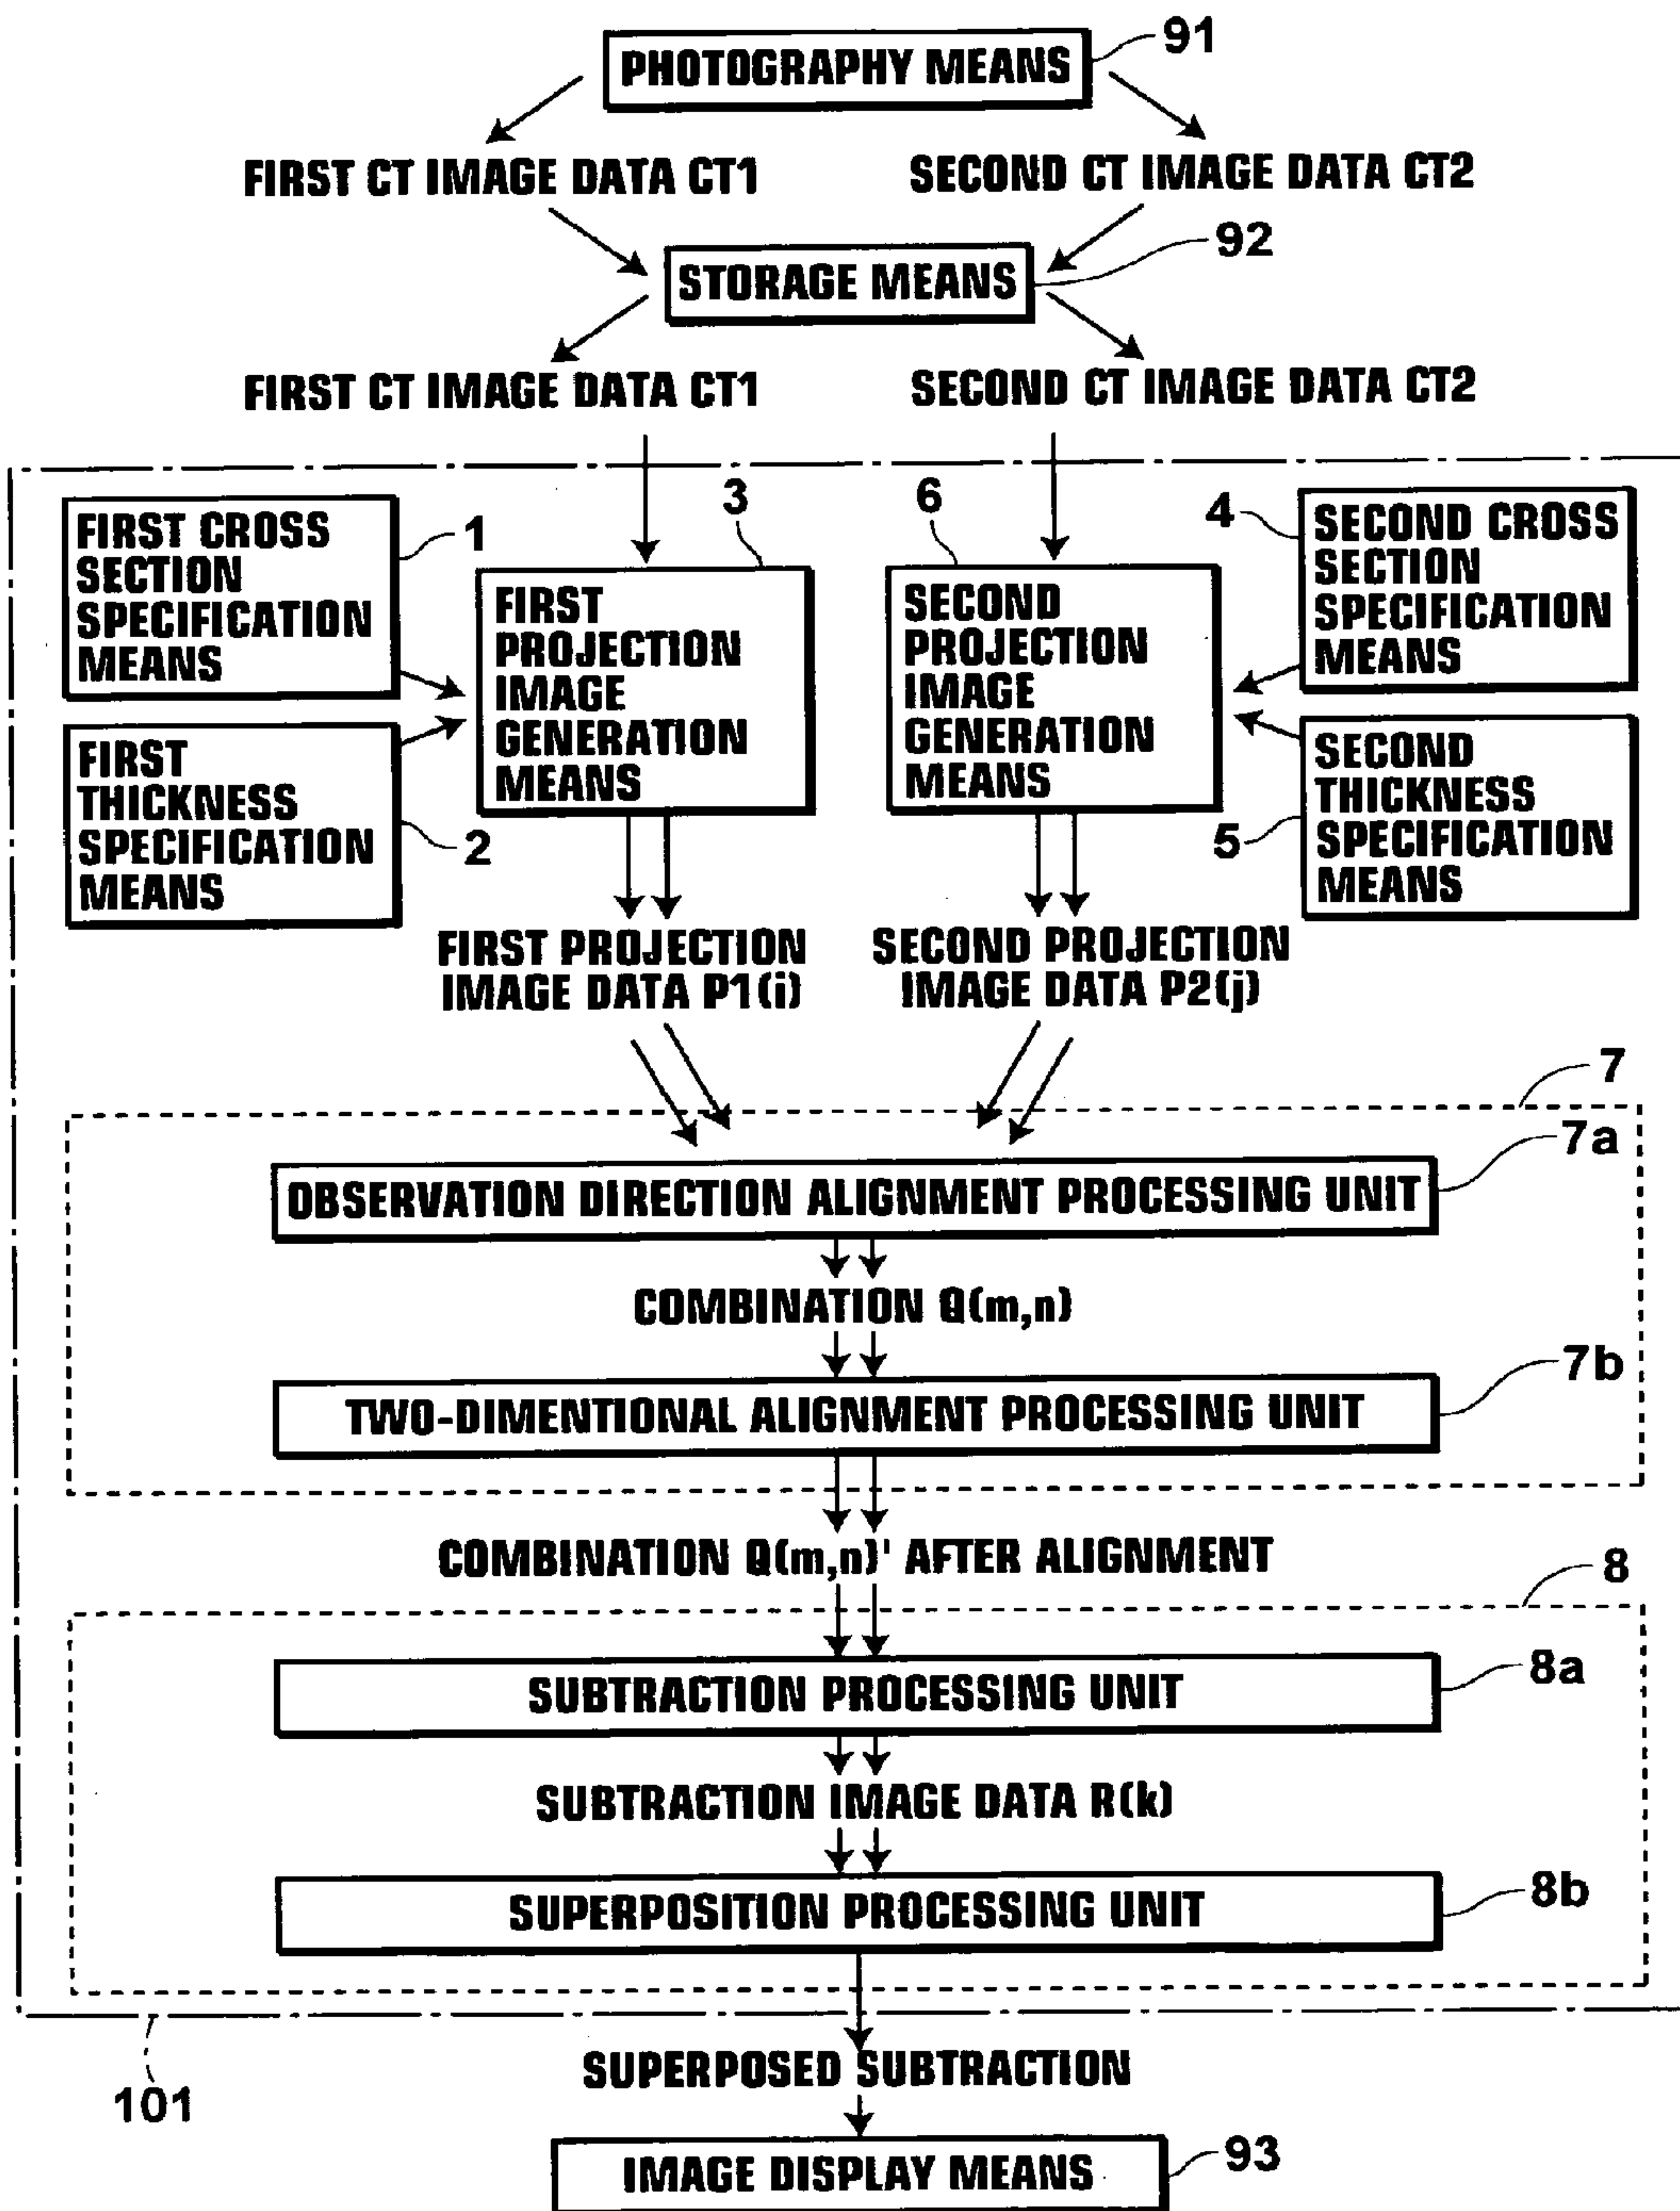 91
PHOTOGRAPHY MEANS
FIRST CT IMAGE DATA CT1
SECOND CT IMAGE DATA CT2
92
STORAGE MEANS
FIRST CT IMAGE DATA CT1
SECOND CT IMAGE DATA CT2
FIRST CROSS
SECTION
SPECIFICATION
MEANS
1
3
FIRST
PROJECTION
IMAGE
GENERATION
MEANS
6
SECOND
PROJECTION
IMAGE
GENERATION
MEANS
4
SECOND CROSS
SECTION
SPECIFICATION
MEANS
FIRST
THICKNESS
SPECIFICATION
MEANS
2
5
SECOND
THICKNESS
SPECIFICATION
MEANS
FIRST PROJECTION
IMAGE DATA P1(i)
SECOND PROJECTION
IMAGE DATA P2(j)
7
7a
OBSERVATION DIRECTION ALIGNMENT PROCESSING UNIT
COMBINATION Q(m,n)
7b
TWO-DIMENTIONAL ALIGNMENT PROCESSING UNIT
COMBINATION Q(m,n)' AFTER ALIGNMENT
8
8a
SUBTRACTION PROCESSING UNIT
SUBTRACTION IMAGE DATA R(k)
8b
SUPERPOSITION PROCESSING UNIT
101
SUPERPOSED SUBTRACTION
93
IMAGE DISPLAY MEANS